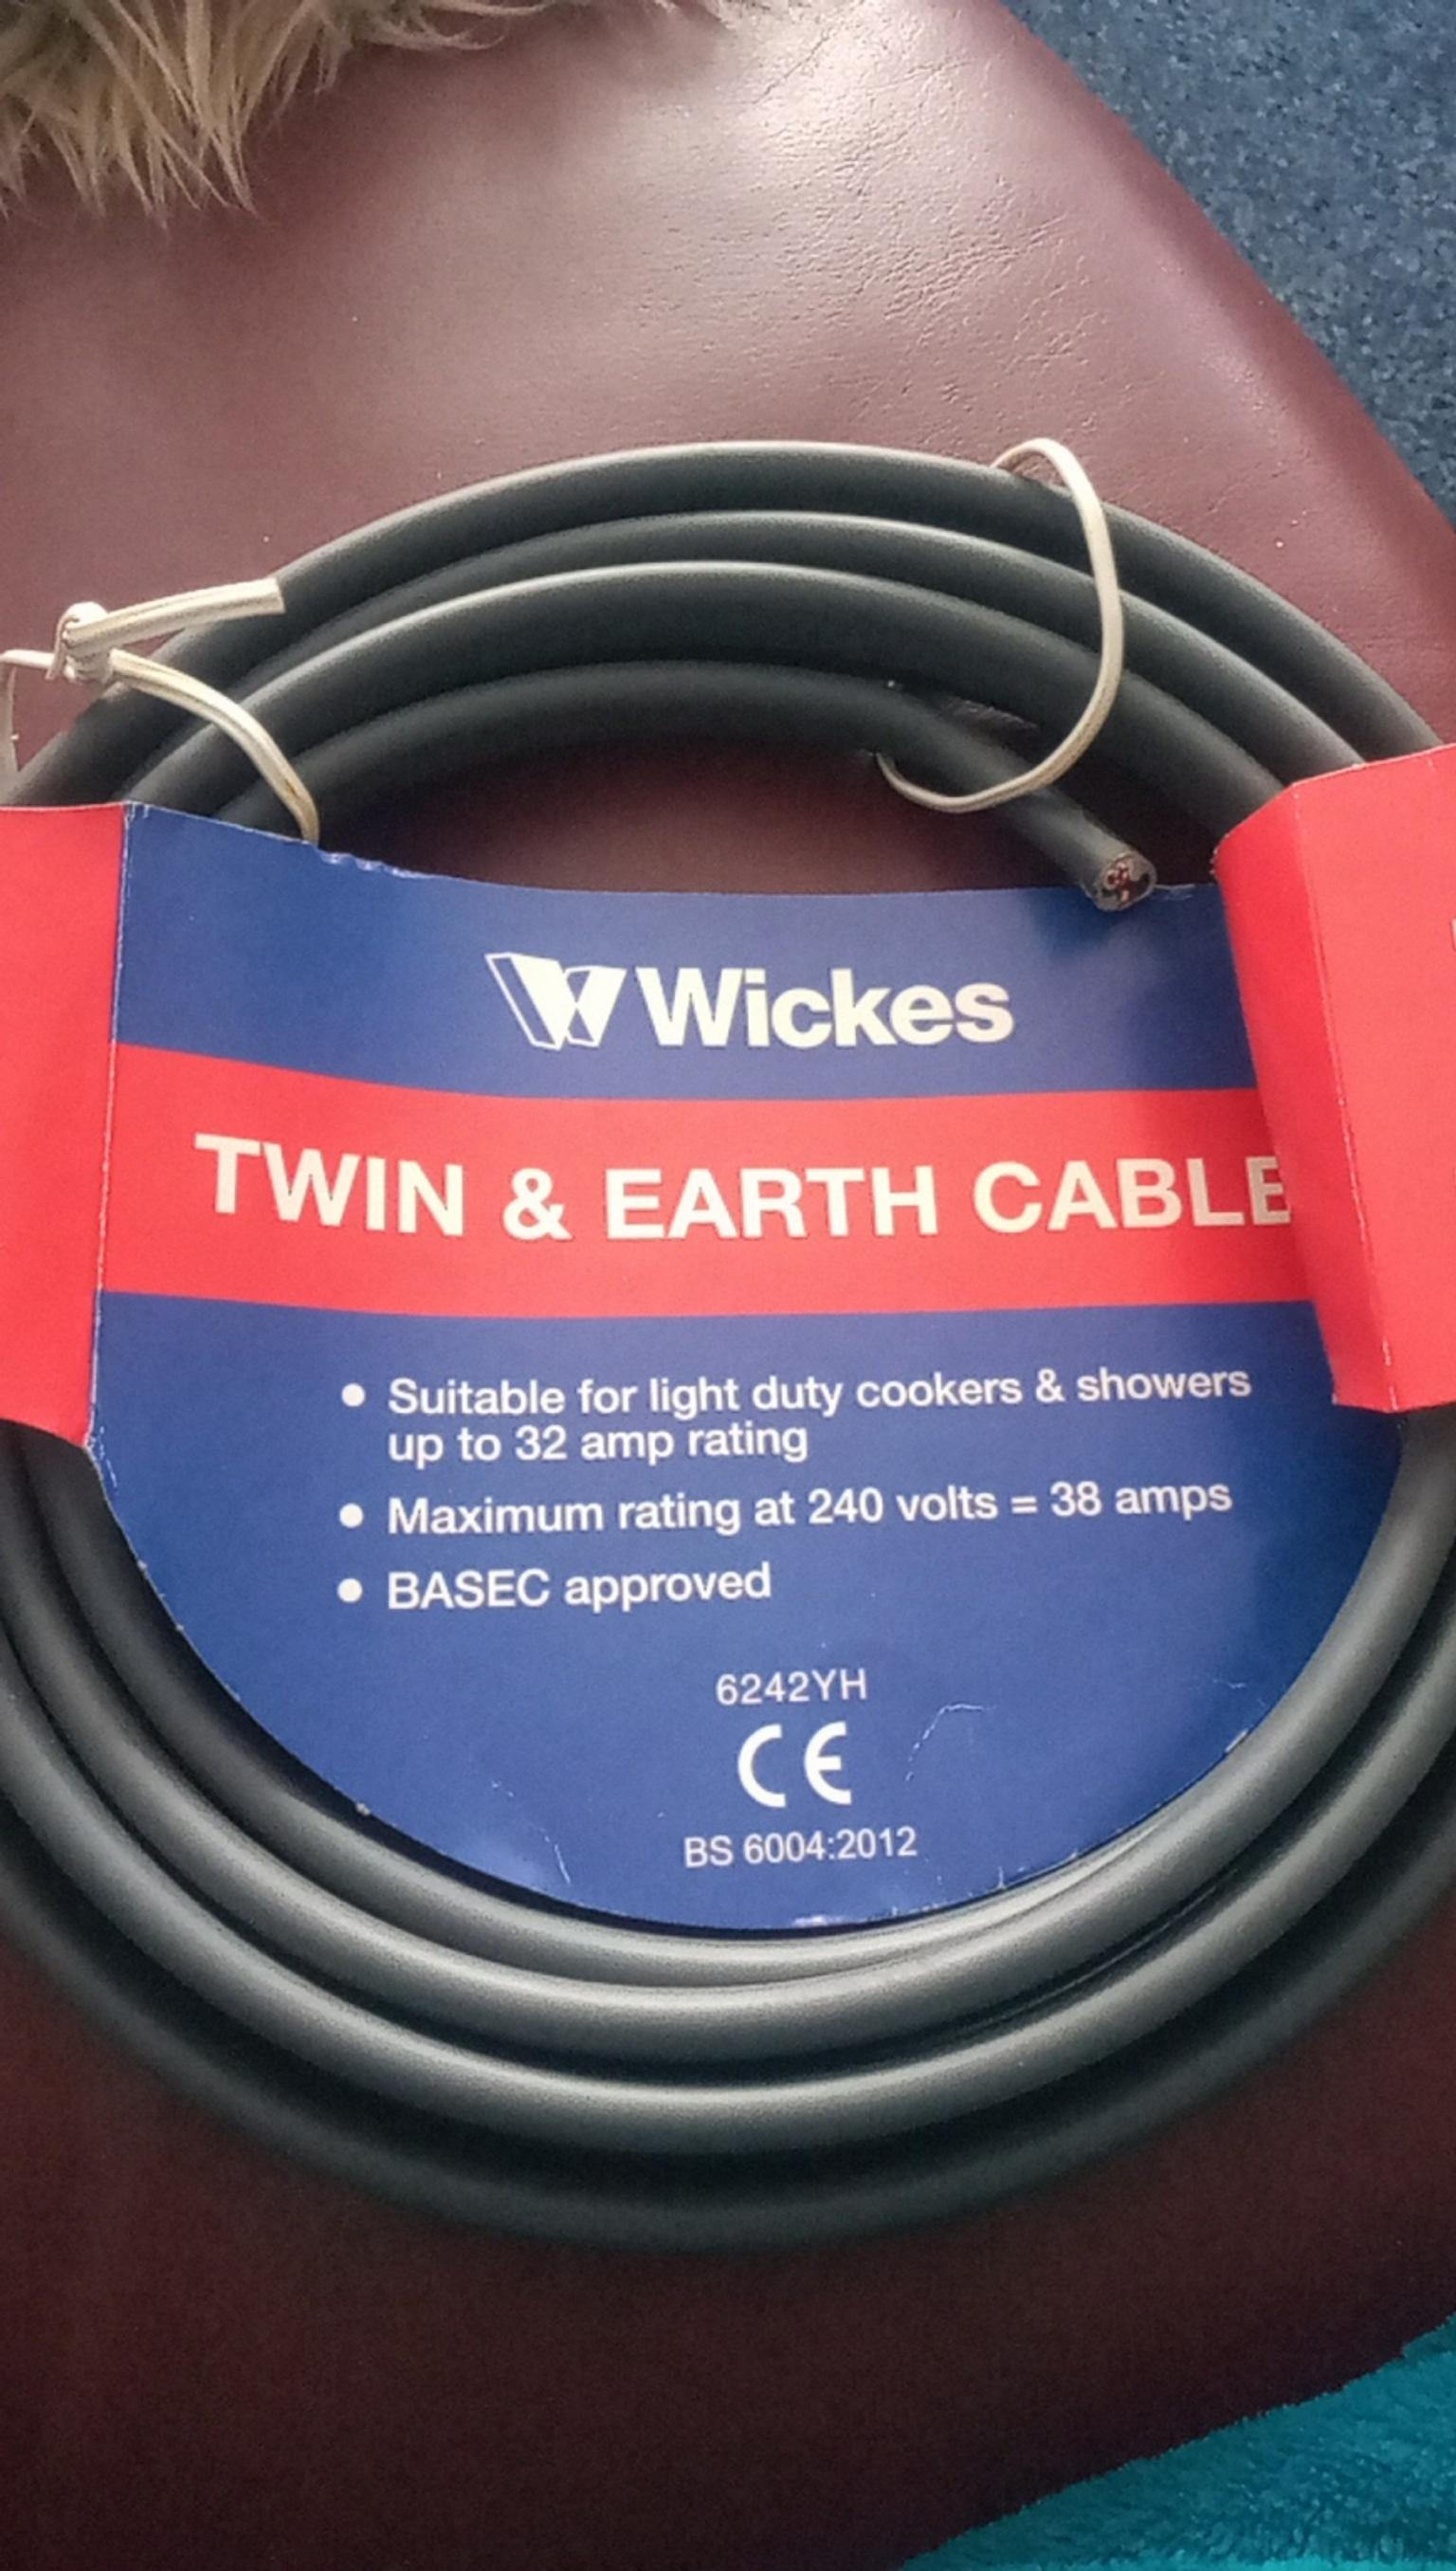 Wickes
TWIN & EARTH CABLE
• Suitable for light duty cookers & showers
up to 32 amp rating
• Maximum rating at 240 volts = 38 amps
• BASEC approved
6242YH
CE
BS 6004:2012